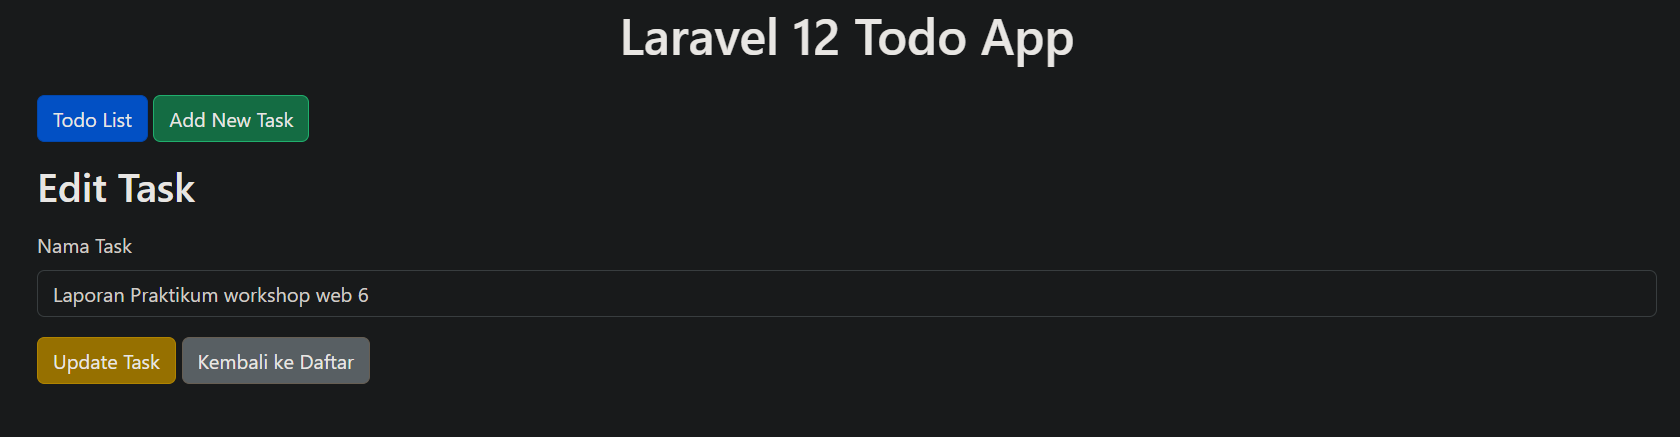 Laravel 12 Todo App
Todo List Add New Task
Edit Task
Nama Task
Laporan Praktikum workshop web 6
Update Task Kembali ke Daftar